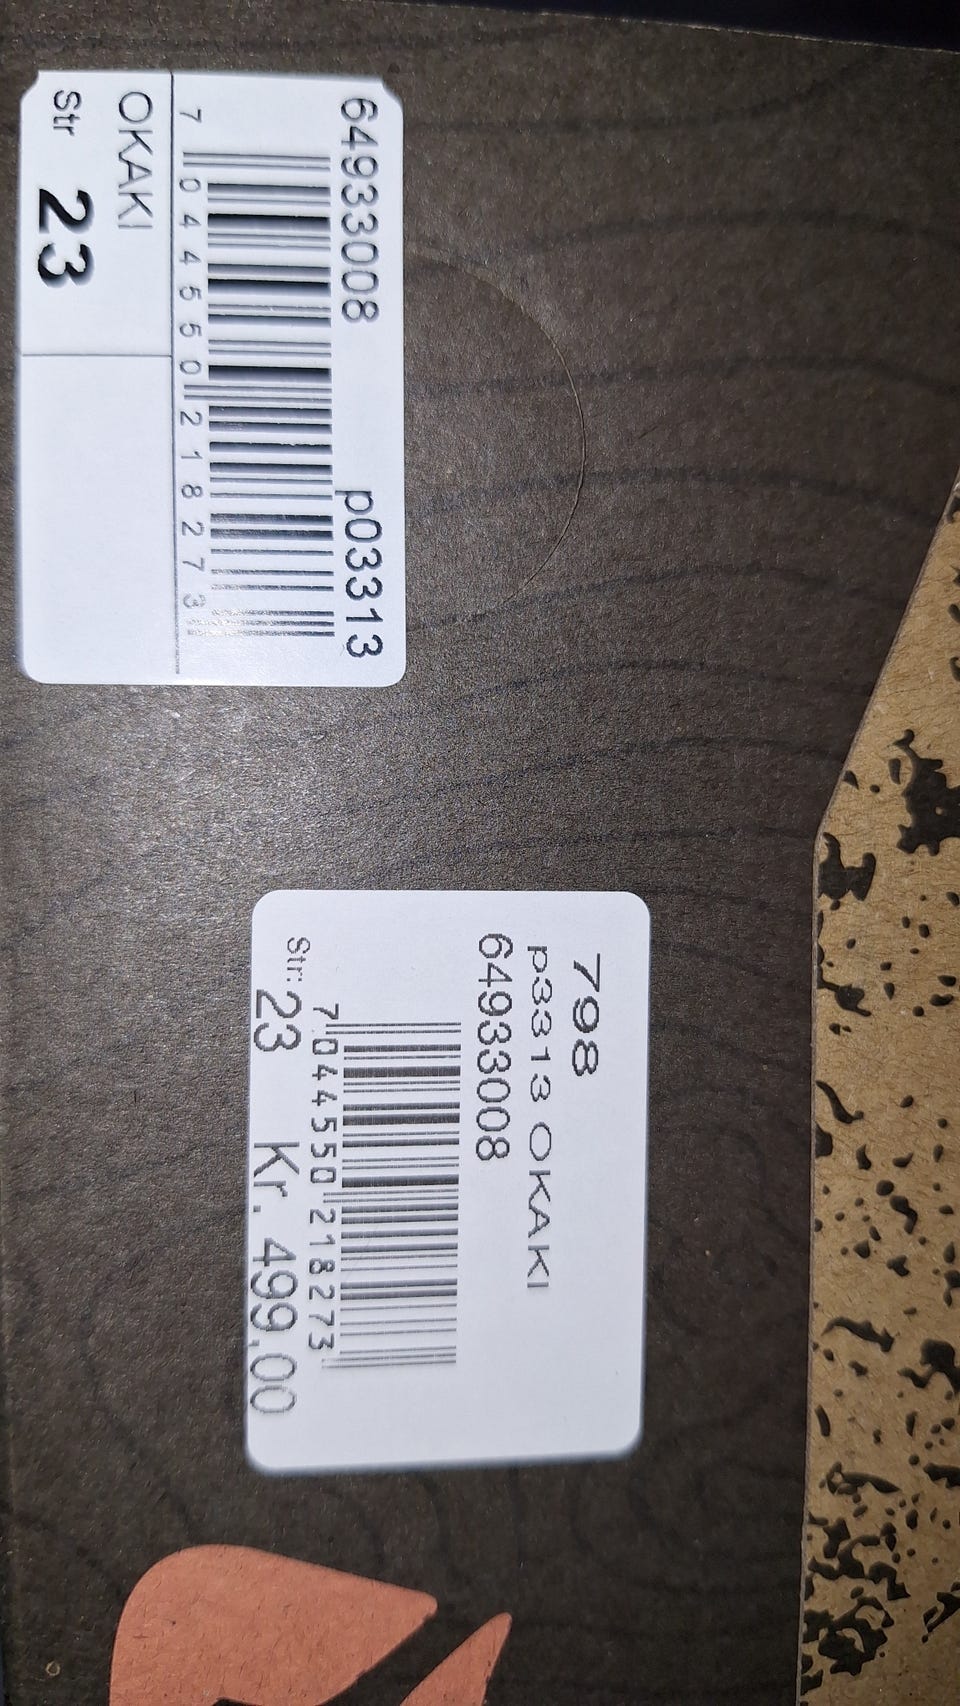 64933008 p03313
7 044550 218273
OKAKI
Str 23
798
p3313 OKAKI
64933008
7 044550 218273
Str: 23 Kr. 499,00